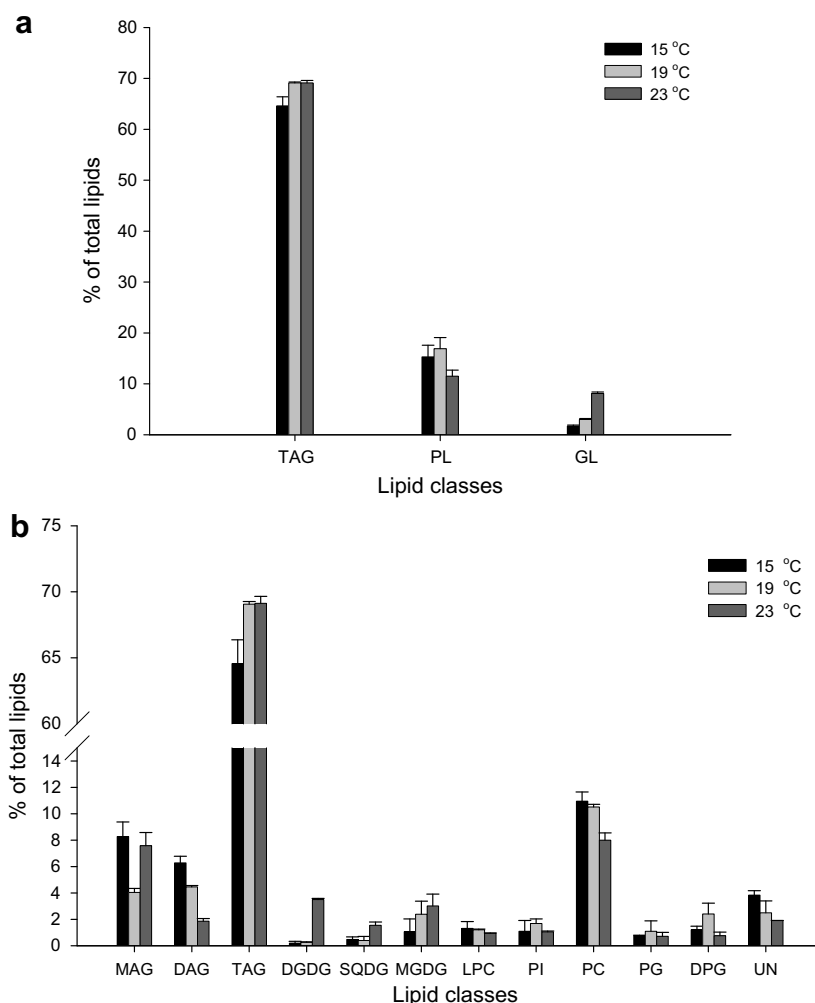 a
80
70
60
50
40
30
20
10
0
% of total lipids
15 °C
19 °C
23 °C
TAG PL GL
Lipid classes
b
75
70
65
60
14
12
10
8
6
4
2
0
% of total lipids
15 °C
19 °C
23 °C
MAG DAG TAG DGDG SQDG MGDG LPC PI PC PG DPG UN
Lipid classes